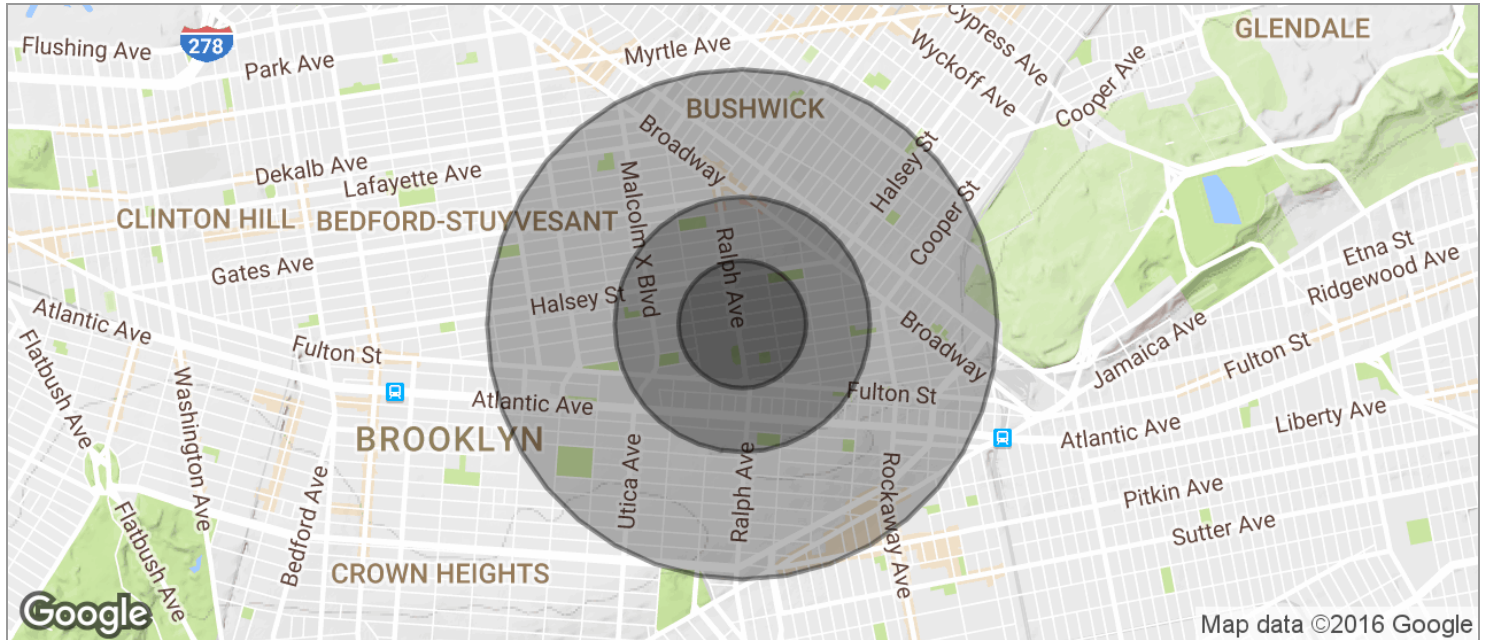 Flushing Ave
278
Park Ave
Myrtle Ave
Cypress Ave
Wyckoff Ave
Cooper Ave
GLENDALE
BUSHWICK
Broadway
Dekalb Ave
Lafayette Ave
Malcolm X Blvd
Halsey St
Cooper St
CLINTON HILL
BEDFORD-STUYVESANT
Ralph Ave
Gates Ave
Halsey St
Etna St
Ridgewood Ave
Atlantic Ave
Flatbush Ave
Fulton St
Broadway
Jamaica Ave
Fulton St
Washington Ave
Atlantic Ave
Fulton St
BROOKLYN
Atlantic Ave
Liberty Ave
Utica Ave
Ralph Ave
Rockaway Ave
Bedford Ave
Pitkin Ave
Sutter Ave
Flatbush Ave
CROWN HEIGHTS
Google
Map data ©2016 Google